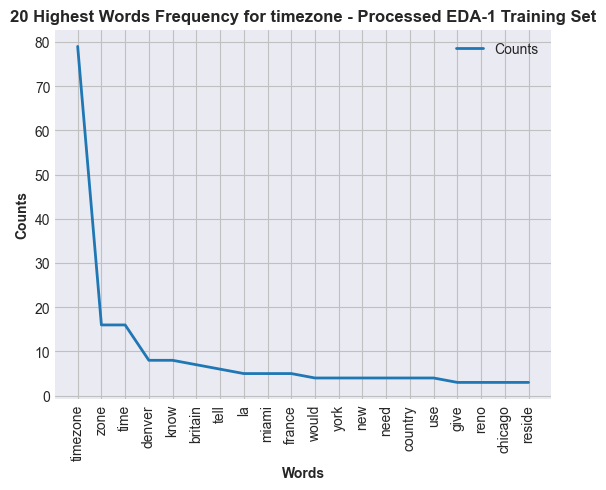 20 Highest Words Frequency for timezone - Processed EDA-1 Training Set
Counts
80
70
60
50
40
30
20
10
0
Counts
timezone
zone
time
denver
know
britain
tell
la
miami
france
would
york
new
need
country
use
give
reno
chicago
reside
Words